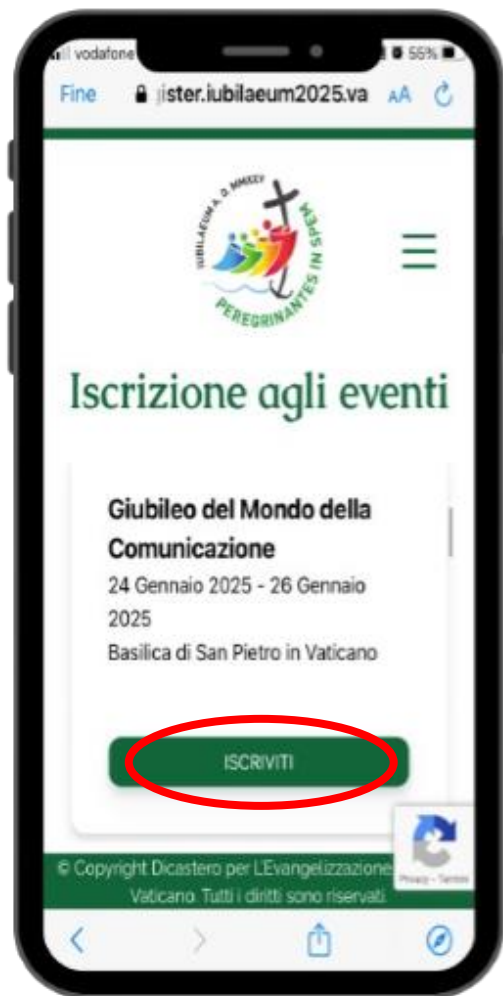 vodafone 55%
Fine ister.iubilaeum2025.va AA
IUBILAEUM A. D. MMXXV
PEREGRINANTES IN SPEM
Iscrizione agli eventi
Giubileo del Mondo della
Comunicazione
24 Gennaio 2025 - 26 Gennaio
2025
Basilica di San Pietro in Vaticano
ISCRIVITI
© Copyright Dicastero per L'Evangelizzazione
Vaticano. Tutti i diritti sono riservati.
Privacy - Termini